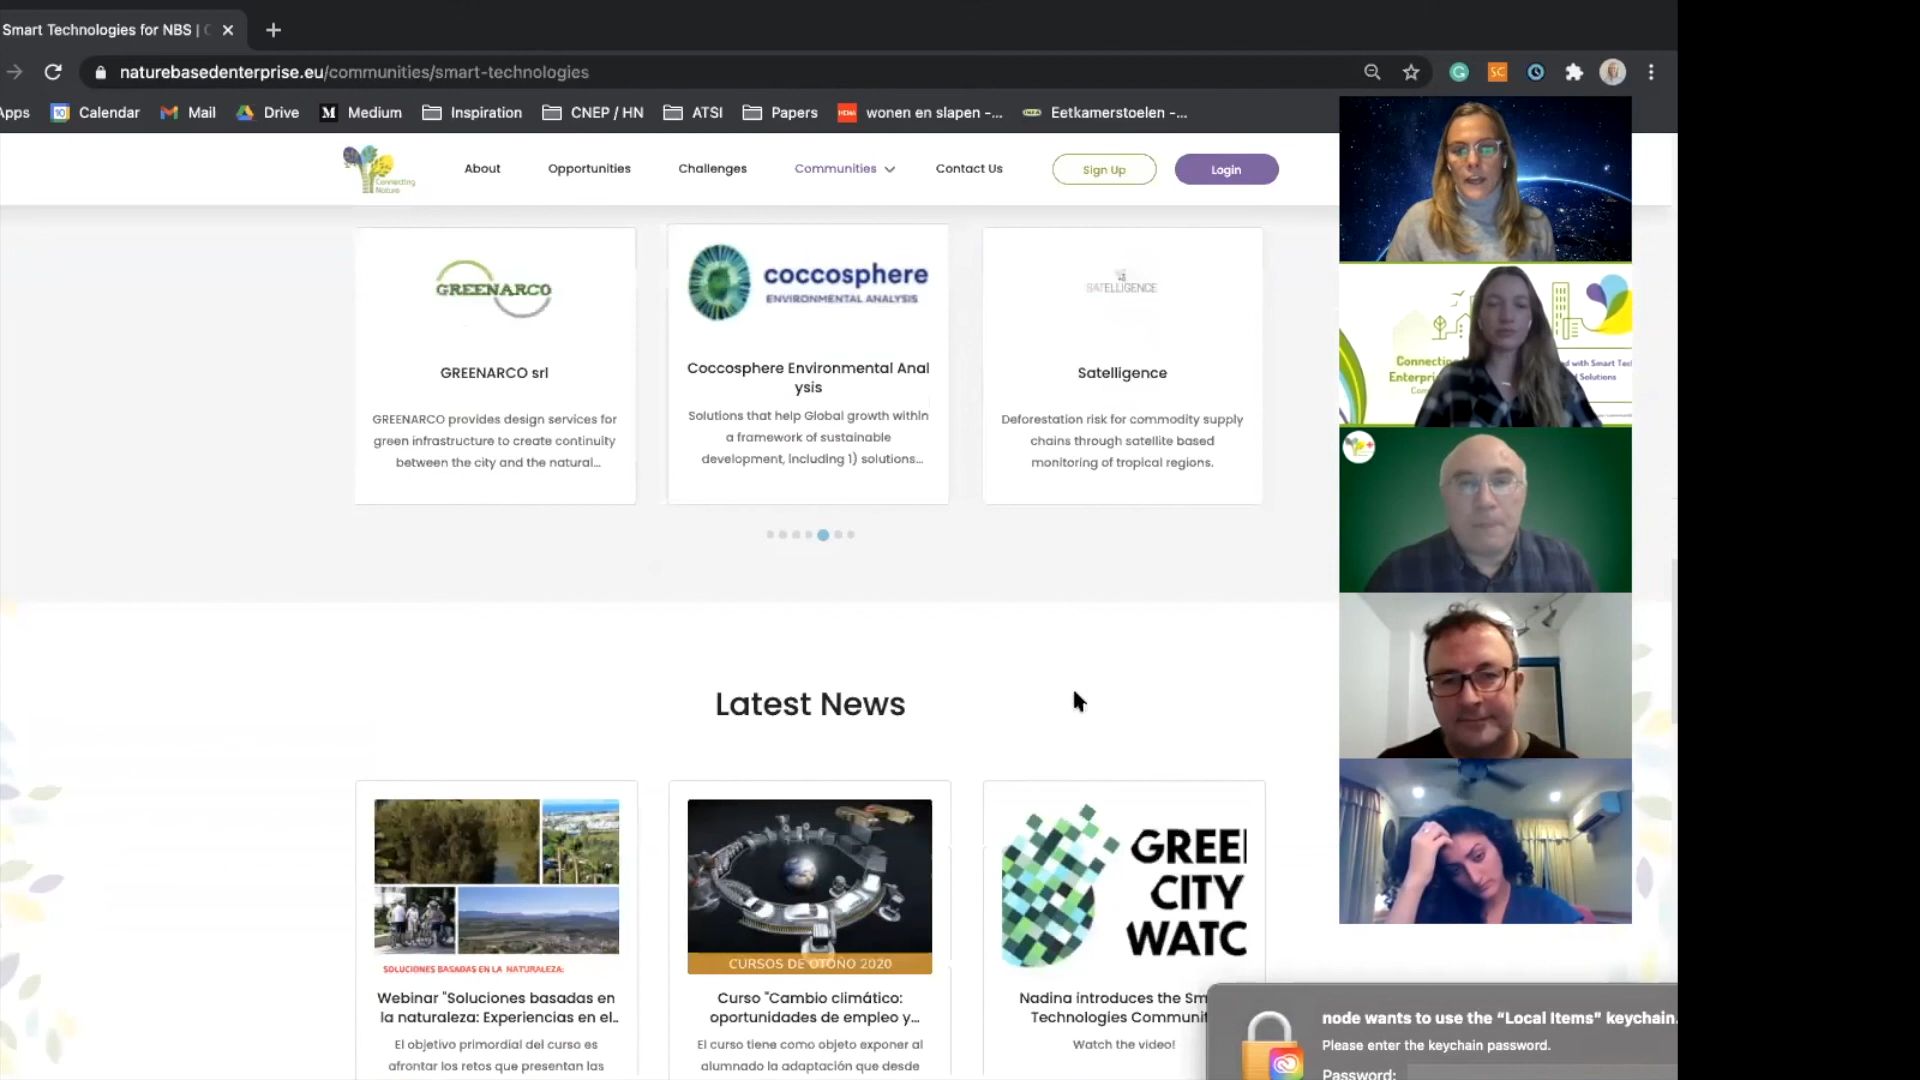 Smart Technologies for NBS |
naturebasedenterprise.eu/communities/smart-technologies
Apps
Calendar
Mail
Drive
Medium
Inspiration
CNEP / HN
ATSI
Papers
wonen en slapen -...
Eetkamerstoelen -...
Connecting
Nature
About
Opportunities
Challenges
Communities
Contact Us
Sign Up
Login
GREENARCO
GREENARCO srl
GREENARCO provides design services for
green infrastructure to create continuity
between the city and the natural...
coccosphere
ENVIRONMENTAL ANALYSIS
Coccosphere Environmental Anal
ysis
Solutions that help Global growth within
a framework of sustainable
development, including 1) solutions...
SATELLIGENCE
Satelligence
Deforestation risk for commodity supply
chains through satellite based
monitoring of tropical regions.
Latest News
SOLUCIONES BASADAS EN LA NATURALEZA:
Webinar "Soluciones basadas en
la naturaleza: Experiencias en el..
El objetivo primordial del curso es
afrontar los retos que presentan las
CURSOS DE OTOÑO 2020
Curso "Cambio climático:
oportunidades de empleo y...
El curso tiene como objeto exponer al
alumnado la adaptación que desde
GREEN
CITY
WATC
Nadina introduces the Sm
Technologies Communit
Watch the video!
node wants to use the “Local Items” keychain.
Please enter the keychain password.
Password: